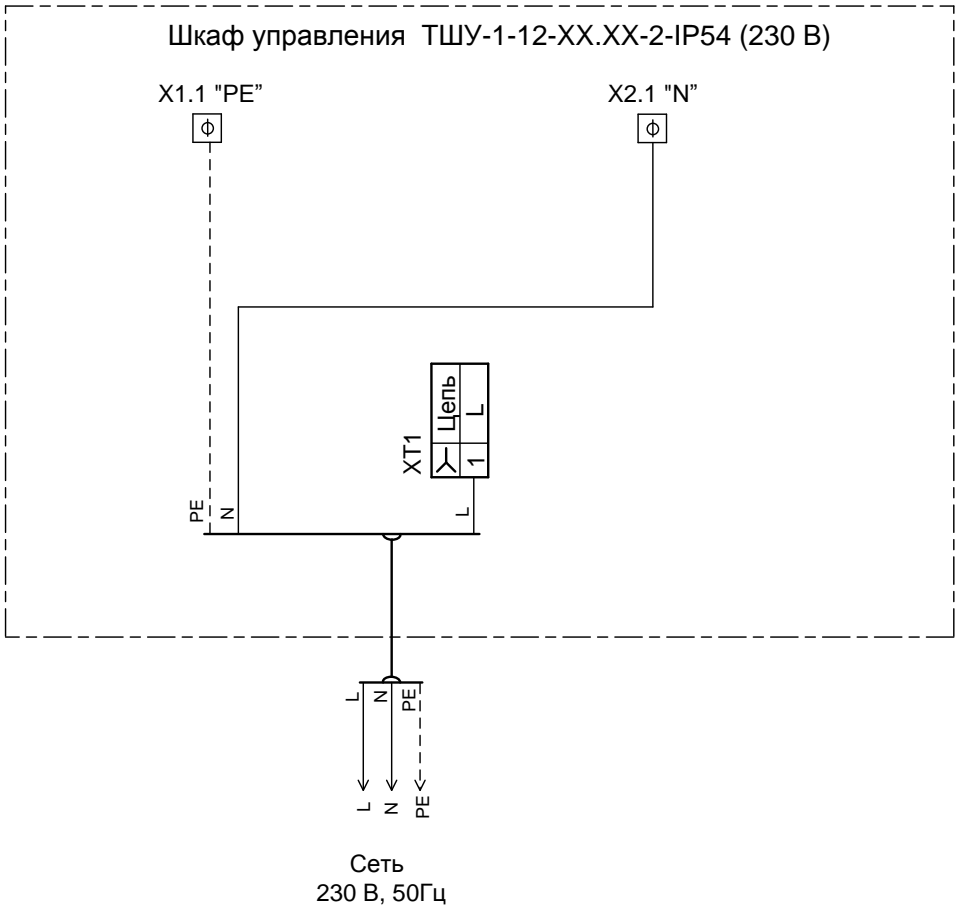 Шкаф управления ТШУ-1-12-XX.XX-2-IP54 (230 В)
X1.1 "PE”
X2.1 "N”
XT1
Цепь
1
L
PE
N
L
L
N
PE
L
N
PE
Сеть
230 В, 50Гц